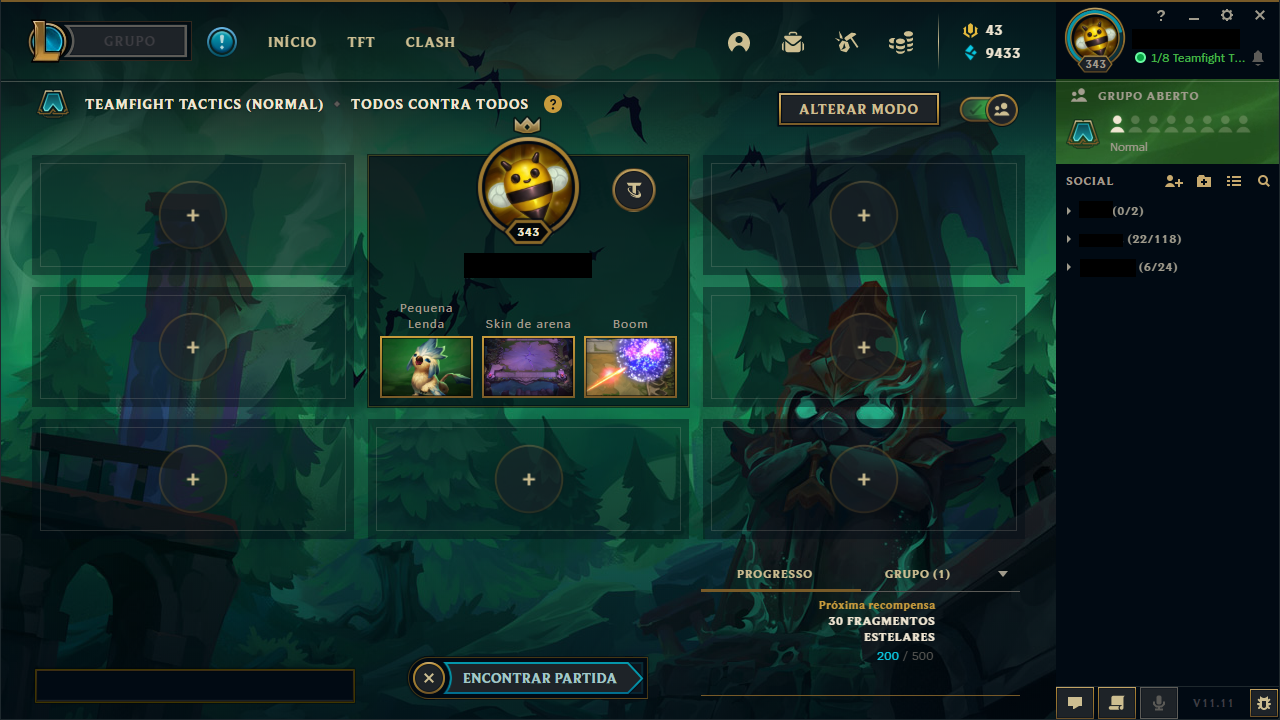 GRUPO
INÍCIO
TFT
CLASH
43
9433
?
343
1/8 Teamfight T...
TEAMFIGHT TACTICS (NORMAL) • TODOS CONTRA TODOS ?
ALTERAR MODO
GRUPO ABERTO
Normal
343
Pequena
Lenda
Skin de arena
Boom
SOCIAL
(0/2)
(22/118)
(6/24)
PROGRESSO
GRUPO (1)
Próxima recompensa
30 FRAGMENTOS
ESTELARES
200 / 500
ENCONTRAR PARTIDA
V11.11